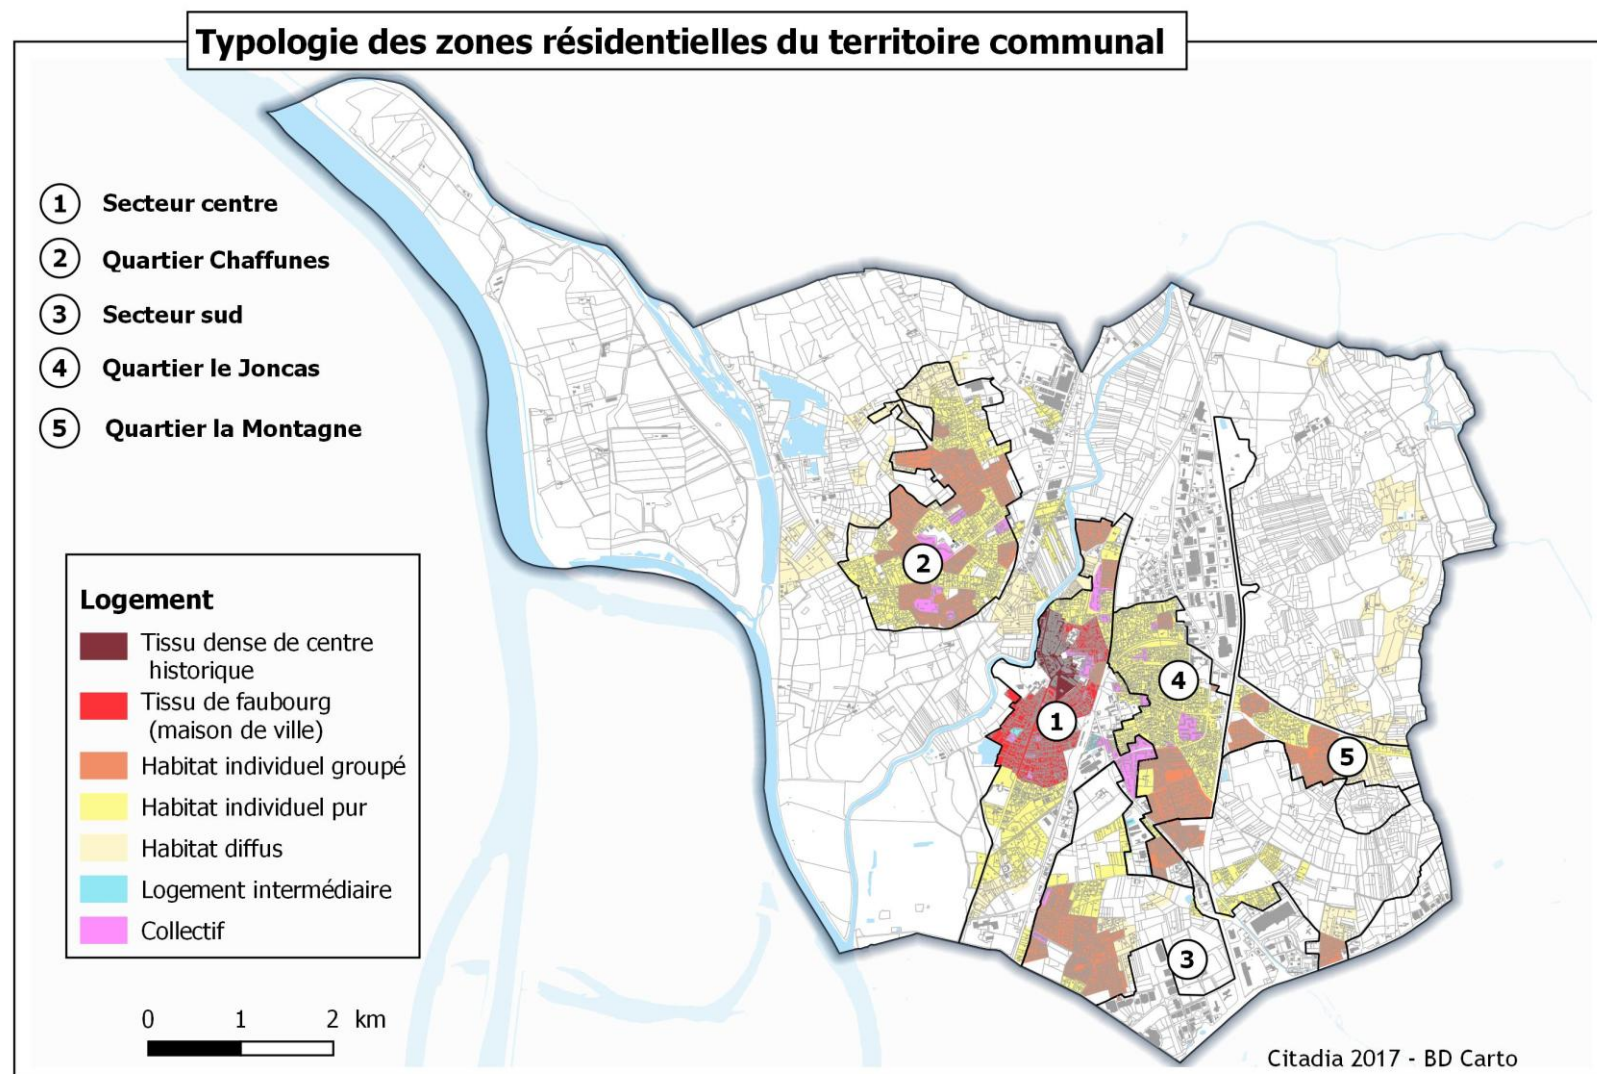 Typologie des zones résidentielles du territoire communal
1 Secteur centre
2 Quartier Chaffunes
3 Secteur sud
4 Quartier le Joncas
5 Quartier la Montagne
Logement
Tissu dense de centre
historique
Tissu de faubourg
(maison de ville)
Habitat individuel groupé
Habitat individuel pur
Habitat diffus
Logement intermédiaire
Collectif
0 1 2 km
2
4
1
5
3
Citadia 2017 - BD Carto